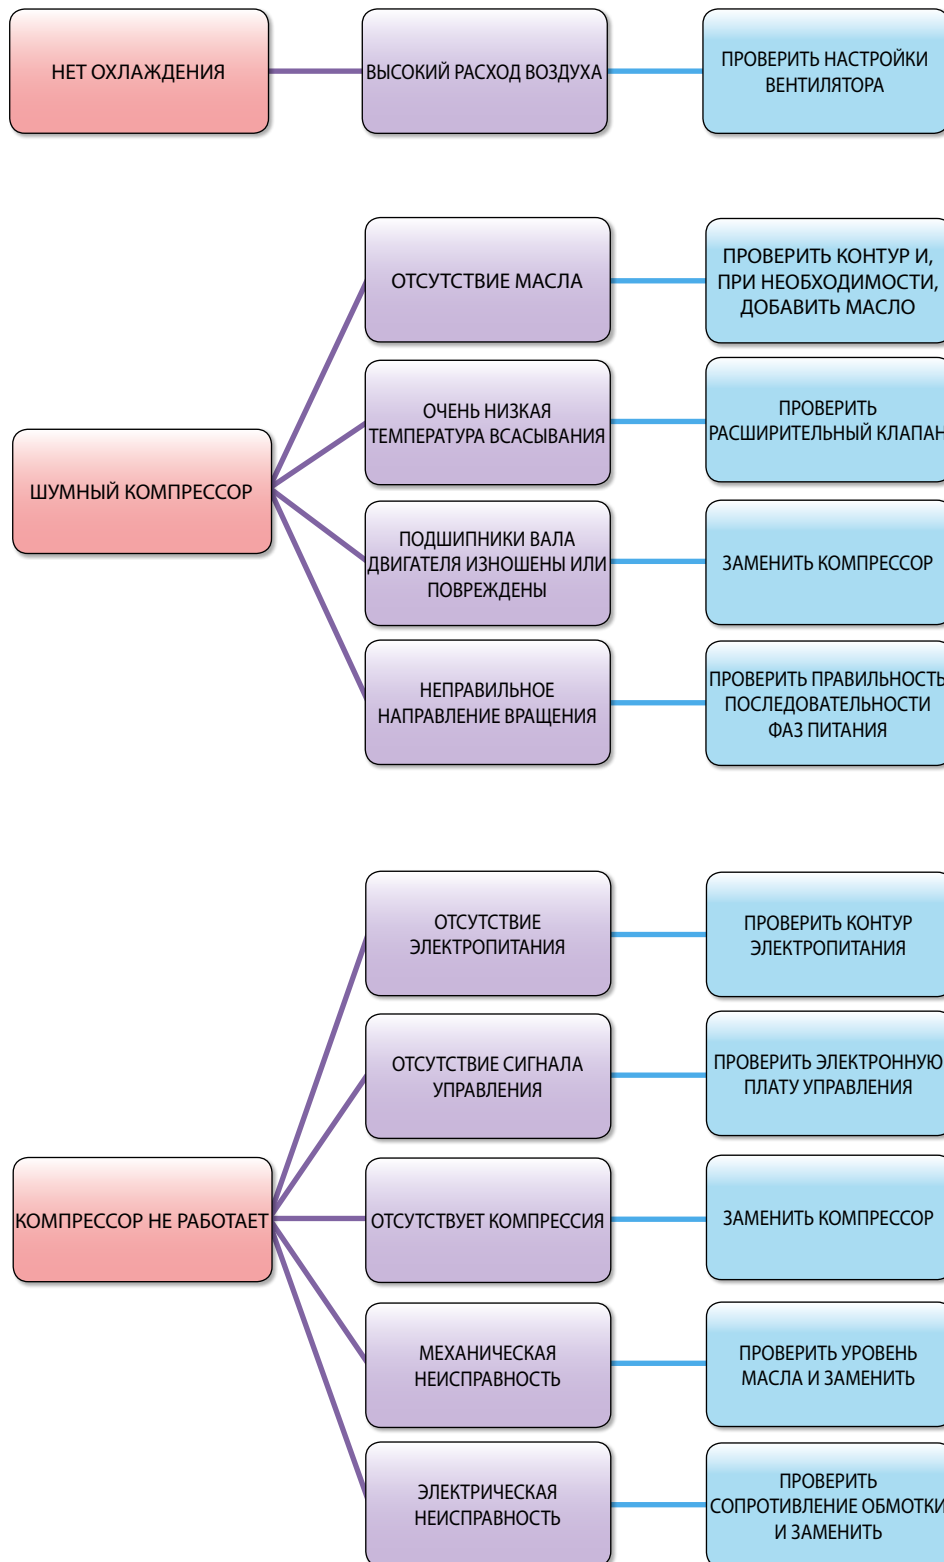 НЕТ ОХЛАЖДЕНИЯ
ВЫСОКИЙ РАСХОД ВОЗДУХА
ПРОВЕРИТЬ НАСТРОЙКИ
ВЕНТИЛЯТОРА
ШУМНЫЙ КОМПРЕССОР
ОТСУТСТВИЕ МАСЛА
ПРОВЕРИТЬ КОНТУР И,
ПРИ НЕОБХОДИМОСТИ,
ДОБАВИТЬ МАСЛО
ОЧЕНЬ НИЗКАЯ
ТЕМПЕРАТУРА ВСАСЫВАНИЯ
ПРОВЕРИТЬ
РАСШИРИТЕЛЬНЫЙ КЛАПАН
ПОДШИПНИКИ ВАЛА
ДВИГАТЕЛЯ ИЗНОШЕНЫ ИЛИ
ПОВРЕЖДЕНЫ
ЗАМЕНИТЬ КОМПРЕССОР
НЕПРАВИЛЬНОЕ
НАПРАВЛЕНИЕ ВРАЩЕНИЯ
ПРОВЕРИТЬ ПРАВИЛЬНОСТЬ
ПОСЛЕДОВАТЕЛЬНОСТИ
ФАЗ ПИТАНИЯ
КОМПРЕССОР НЕ РАБОТАЕТ
ОТСУТСТВИЕ
ЭЛЕКТРОПИТАНИЯ
ПРОВЕРИТЬ КОНТУР
ЭЛЕКТРОПИТАНИЯ
ОТСУТСТВИЕ СИГНАЛА
УПРАВЛЕНИЯ
ПРОВЕРИТЬ ЭЛЕКТРОННУЮ
ПЛАТУ УПРАВЛЕНИЯ
ОТСУТСТВУЕТ КОМПРЕССИЯ
ЗАМЕНИТЬ КОМПРЕССОР
МЕХАНИЧЕСКАЯ
НЕИСПРАВНОСТЬ
ПРОВЕРИТЬ УРОВЕНЬ
МАСЛА И ЗАМЕНИТЬ
ЭЛЕКТРИЧЕСКАЯ
НЕИСПРАВНОСТЬ
ПРОВЕРИТЬ
СОПРОТИВЛЕНИЕ ОБМОТКИ
И ЗАМЕНИТЬ